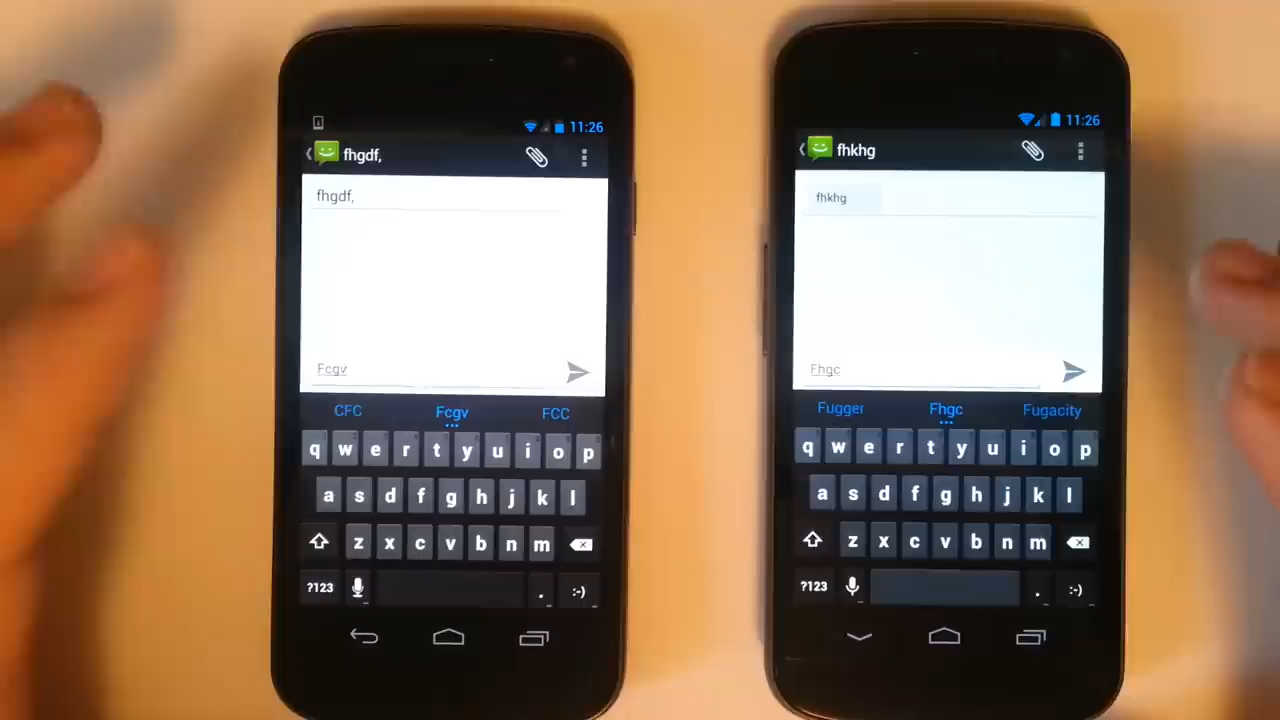 11:26
fhgdf,
fhgdf,
Fcgv
CFC Fcgv FCC
q w e r t y u i o p
a s d f g h j k l
z x c v b n m
?123 . :-)
11:26
fhkhg
fhkhg
Fhgc
Fugger Fhgc Fugacity
q w e r t y u i o p
a s d f g h j k l
z x c v b n m
?123 . :-)